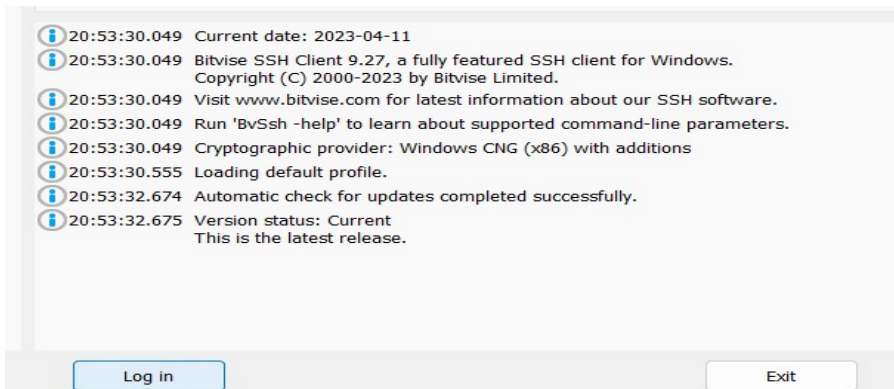 20:53:30.049 Current date: 2023-04-11
20:53:30.049 Bitvise SSH Client 9.27, a fully featured SSH client for Windows.
Copyright (C) 2000-2023 by Bitvise Limited.
20:53:30.049 Visit www.bitvise.com for latest information about our SSH software.
20:53:30.049 Run 'BvSsh -help' to learn about supported command-line parameters.
20:53:30.049 Cryptographic provider: Windows CNG (x86) with additions
20:53:30.555 Loading default profile.
20:53:32.674 Automatic check for updates completed successfully.
20:53:32.675 Version status: Current
This is the latest release.
Log in Exit